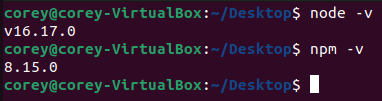 corey@corey-VirtualBox:~/Desktop$ node -v
v16.17.0
corey@corey-VirtualBox:~/Desktop$ npm -v
8.15.0
corey@corey-VirtualBox:~/Desktop$